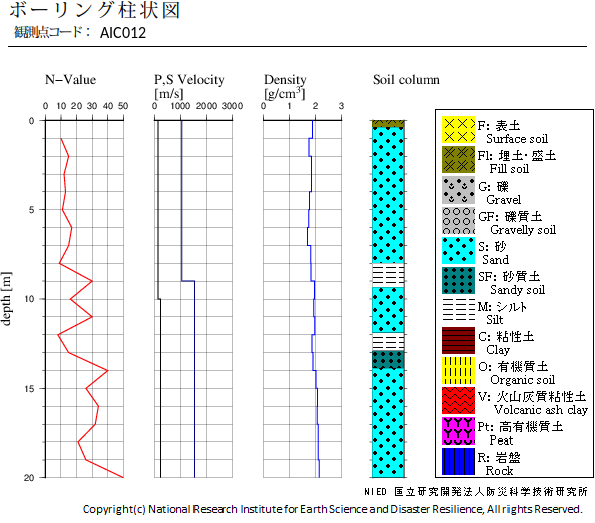 ボーリング柱状図
観測点コード： AIC012
N-Value P,S Velocity Density Soil column
[m/s] [g/cm3]
0 10 20 30 40 50 0 1000 2000 3000 0 1 2 3
0
5
10
15
20
depth [m]
F: 表土
Surface soil
Fl: 埋土・盛土
Fill soil
G: 礫
Gravel
GF: 礫質土
Gravelly soil
S: 砂
Sand
SF: 砂質土
Sandy soil
M: シルト
Silt
C: 粘性土
Clay
O: 有機質土
Organic soil
V: 火山灰質粘性土
Volcanic ash clay
Pt: 高有機質土
Peat
R: 岩盤
Rock
NIED 国立研究開発法人防災科学技術研究所
Copyright(c) National Research Institute for Earth Science and Disaster Resilience, All rights Reserved.